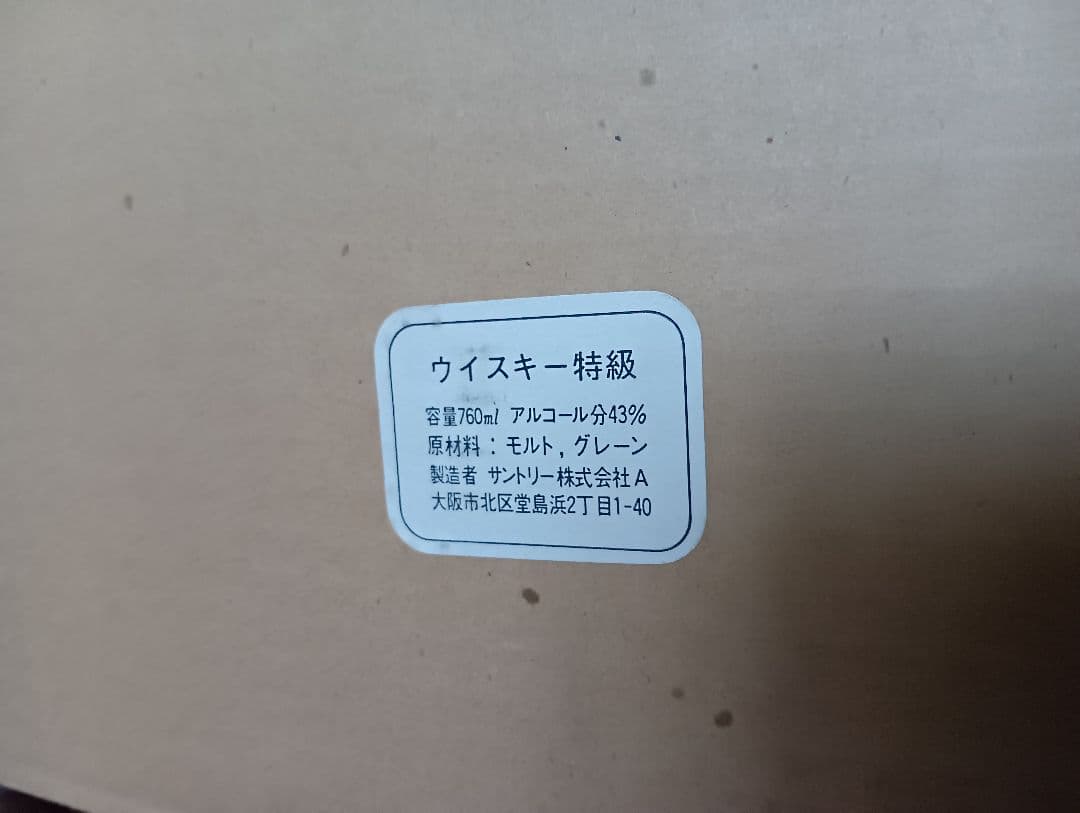 ウイスキー特級
容量760ml アルコール分43%
原材料：モルト，グレーン
製造者 サントリー株式会社A
大阪市北区堂島浜2丁目1-40